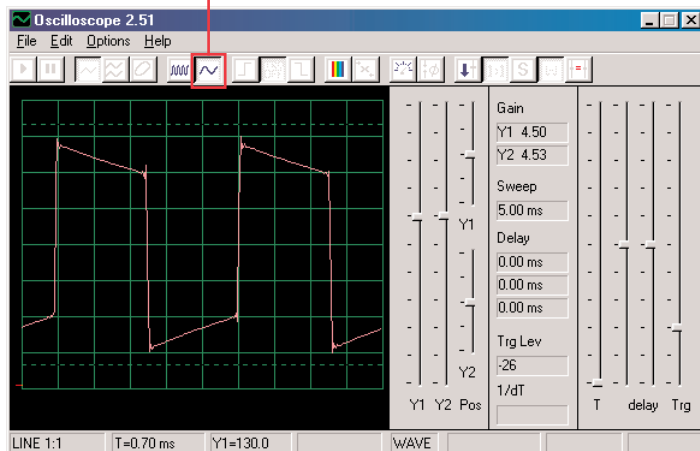 Oscilloscope 2.51
File Edit Options Help
Gain
Y1 4.50
Y2 4.53
Sweep
5.00 ms
Delay
0.00 ms
0.00 ms
0.00 ms
Trg Lev
-26
1/dT
Y1
Y2
Y1 Y2 Pos
T delay Trg
LINE 1:1 T=0.70 ms Y1=130.0 WAVE